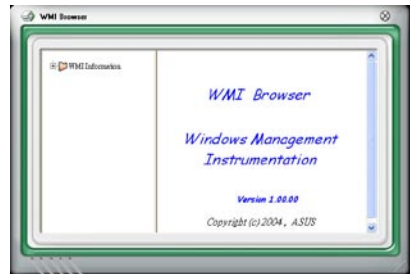 WMI Browser
WMI Information
WMI Browser
Windows Management
Instrumentation
Version 1.00.00
Copyright (c) 2004, ASUS